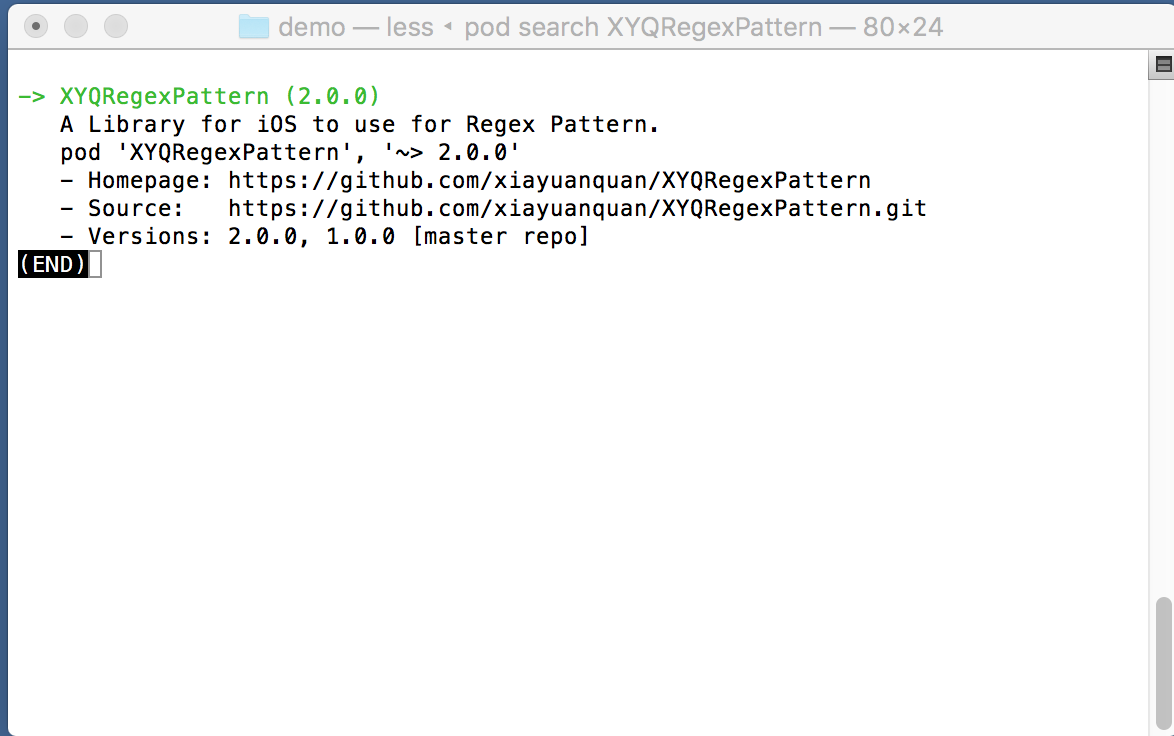 demo — less ◂ pod search XYQRegexPattern — 80×24
-> XYQRegexPattern (2.0.0)
A Library for iOS to use for Regex Pattern.
pod 'XYQRegexPattern', '~> 2.0.0'
- Homepage: https://github.com/xiayuanquan/XYQRegexPattern
- Source:   https://github.com/xiayuanquan/XYQRegexPattern.git
- Versions: 2.0.0, 1.0.0 [master repo]
(END)